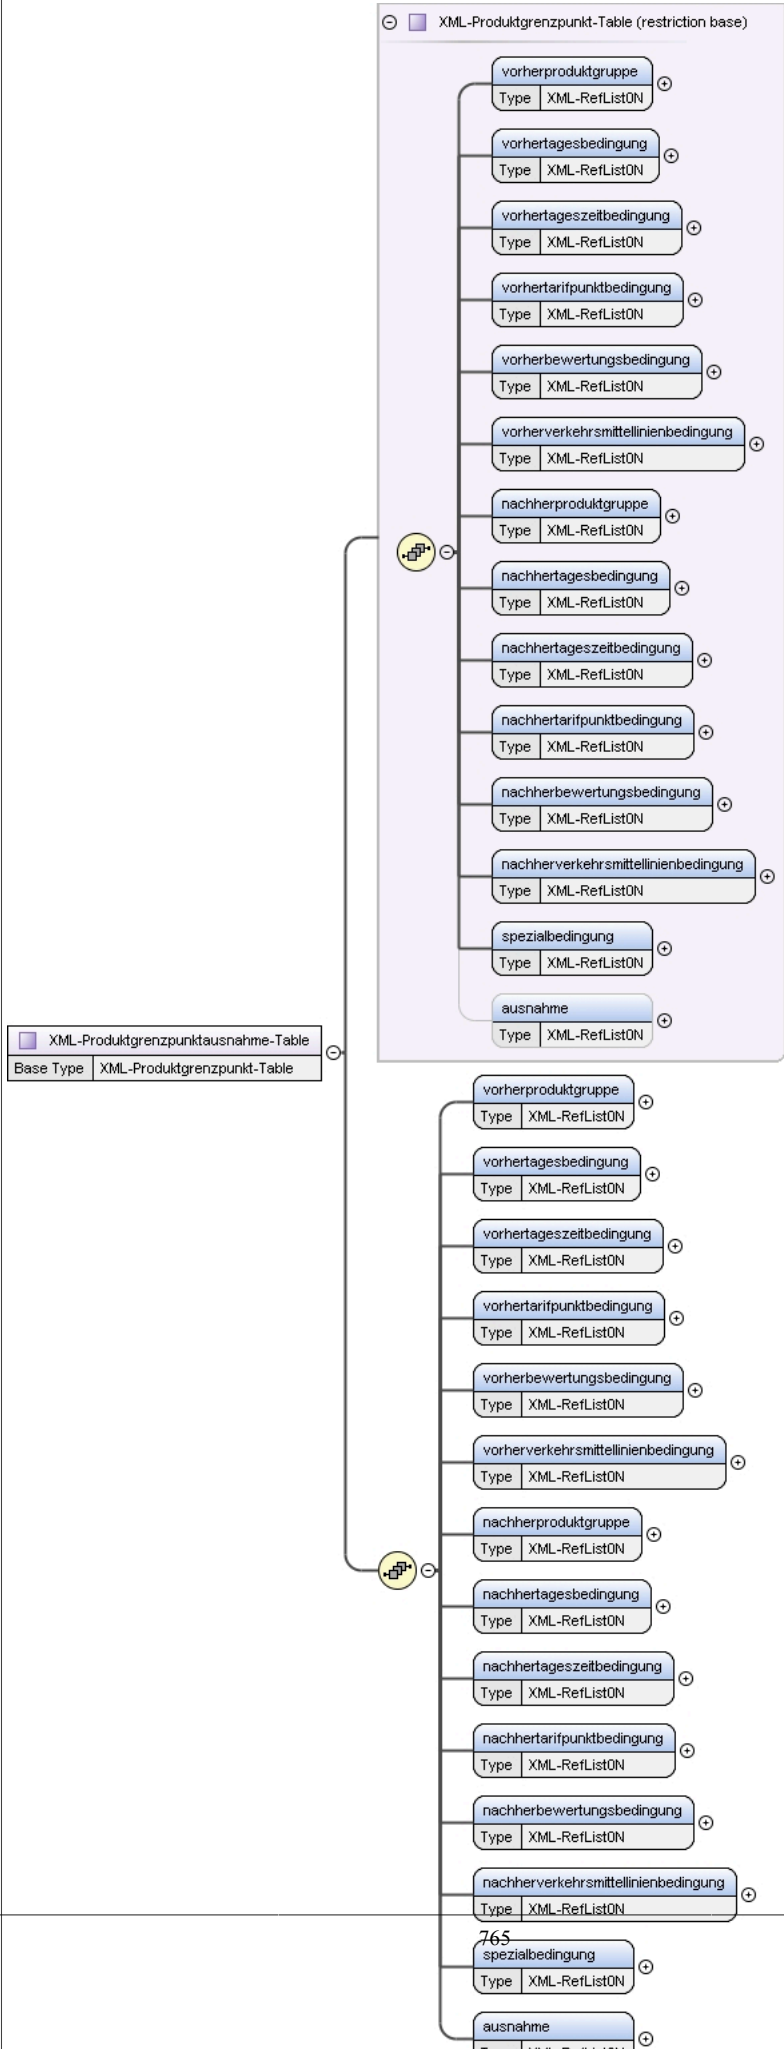 XML-Produktgrenzpunkt-Table (restriction base)
vorherproduktgruppe
Type XML-RefList0N
vorhertagesbedingung
Type XML-RefList0N
vorhertageszeitbedingung
Type XML-RefList0N
vorhertarifpunktbedingung
Type XML-RefList0N
vorherbewertungsbedingung
Type XML-RefList0N
vorherverkehrsmittellinienbedingung
Type XML-RefList0N
nachherproduktgruppe
Type XML-RefList0N
nachhertagesbedingung
Type XML-RefList0N
nachhertageszeitbedingung
Type XML-RefList0N
nachhertarifpunktbedingung
Type XML-RefList0N
nachherbewertungsbedingung
Type XML-RefList0N
nachherverkehrsmittellinienbedingung
Type XML-RefList0N
spezialbedingung
Type XML-RefList0N
ausnahme
Type XML-RefList0N
XML-Produktgrenzpunktausnahme-Table
Base Type XML-Produktgrenzpunkt-Table
vorherproduktgruppe
Type XML-RefList0N
vorhertagesbedingung
Type XML-RefList0N
vorhertageszeitbedingung
Type XML-RefList0N
vorhertarifpunktbedingung
Type XML-RefList0N
vorherbewertungsbedingung
Type XML-RefList0N
vorherverkehrsmittellinienbedingung
Type XML-RefList0N
nachherproduktgruppe
Type XML-RefList0N
nachhertagesbedingung
Type XML-RefList0N
nachhertageszeitbedingung
Type XML-RefList0N
nachhertarifpunktbedingung
Type XML-RefList0N
nachherbewertungsbedingung
Type XML-RefList0N
nachherverkehrsmittellinienbedingung
Type XML-RefList0N
765
spezialbedingung
Type XML-RefList0N
ausnahme